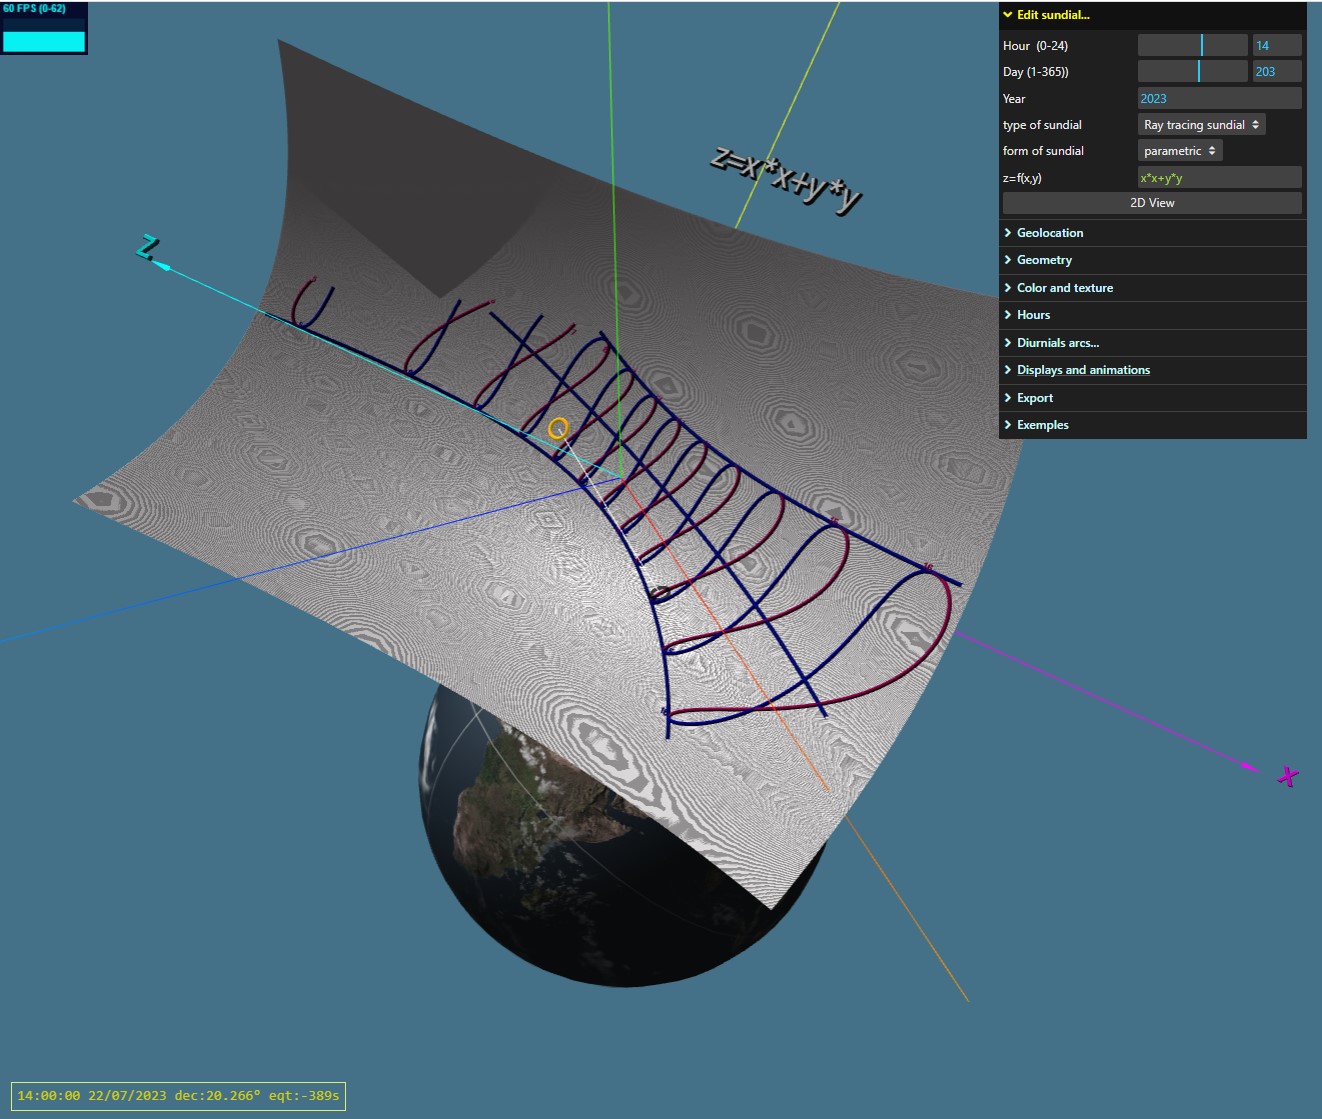 60 FPS (0-62)
Edit sundial...
Hour (0-24) 14
Day (1-365)) 203
Year 2023
type of sundial Ray tracing sundial
form of sundial parametric
z=f(x,y) x*x+y*y
2D View
Geolocation
Geometry
Color and texture
Hours
Diurnials arcs...
Displays and animations
Export
Exemples
z=x*x+y*y
Z
X
14:00:00 22/07/2023 dec:20.266° eqt:-389s